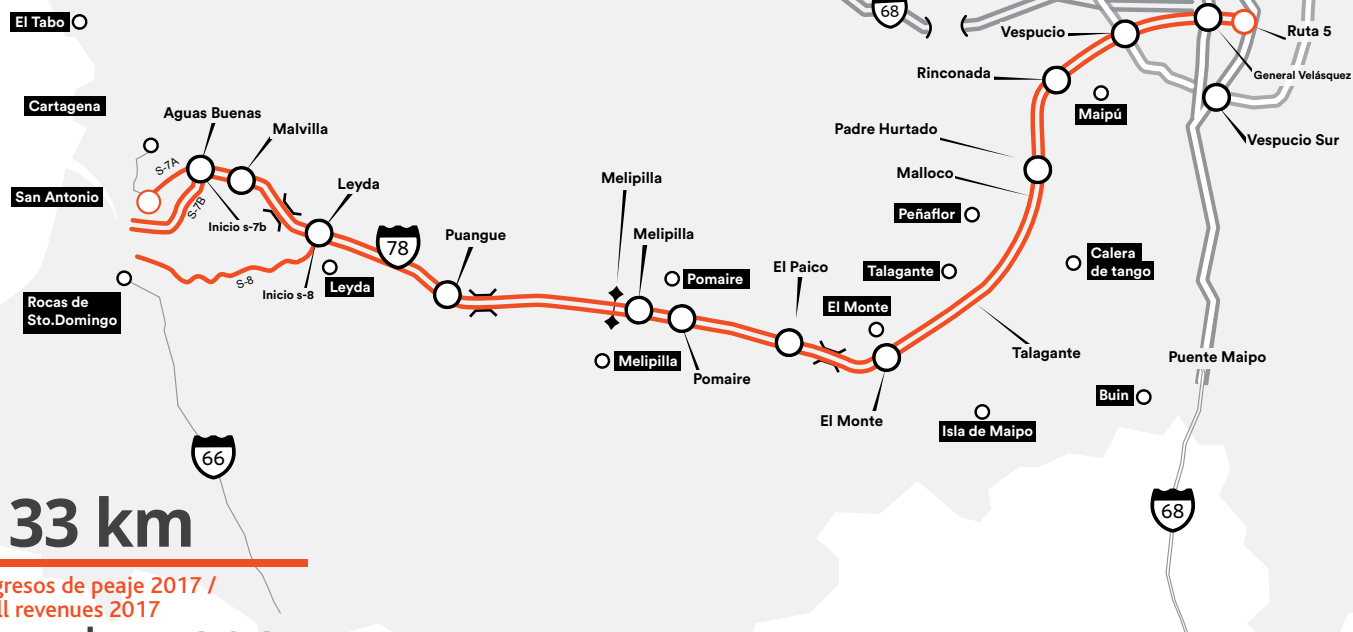 68
El Tabo
Vespucio
Ruta 5
Rinconada
General Velásquez
Cartagena
Maipú
Aguas Buenas
Malvilla
Padre Hurtado
Vespucio Sur
S-7A
Malloco
Melipilla
Leyda
San Antonio
S-7B
Peñaflor
Inicio s-7b
78
Puangue
Melipilla
Calera
de tango
El Paico
Talagante
Pomaire
S-8
Inicio s-8
Leyda
Rocas de
Sto.Domingo
El Monte
Melipilla
Talagante
Puente Maipo
Pomaire
Buin
El Monte
Isla de Maipo
66
68
33 km
gresos de peaje 2017 /
ll revenues 2017